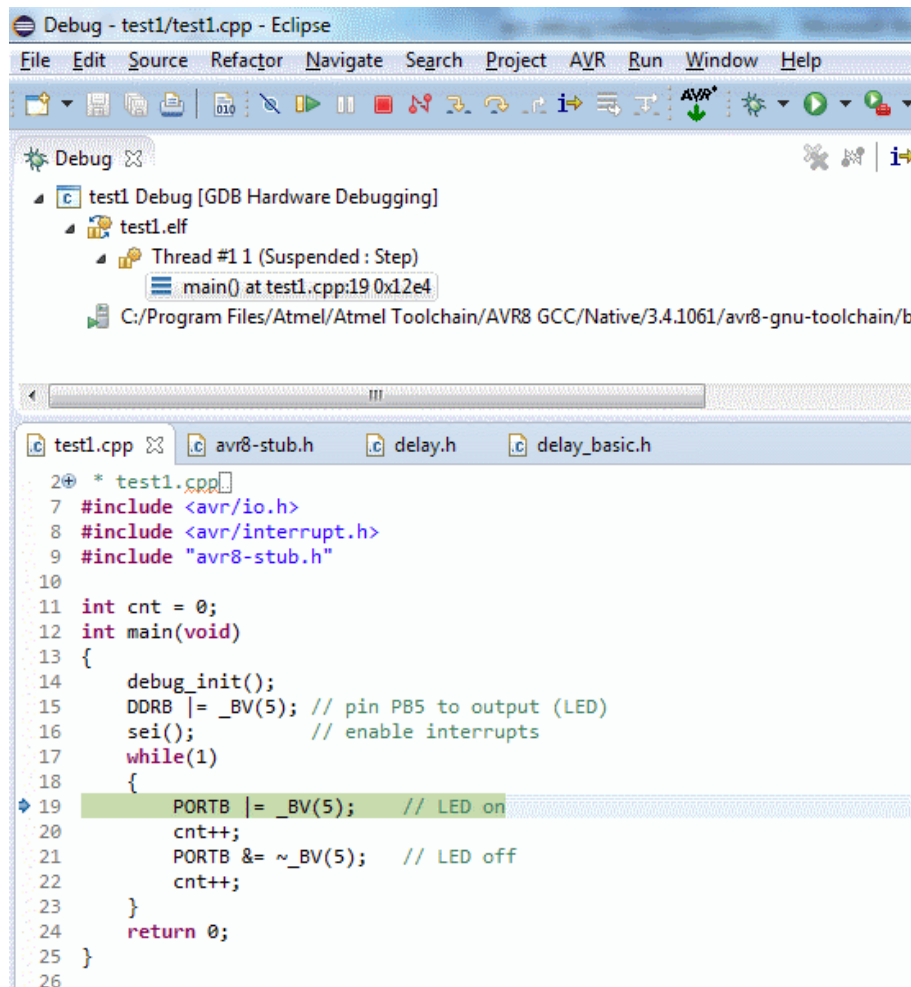 Debug - test1/test1.cpp - Eclipse
File Edit Source Refactor Navigate Search Project AVR Run Window Help
010 i AVR
Debug i
c test1 Debug [GDB Hardware Debugging]
test1.elf
Thread #1 1 (Suspended : Step)
main() at test1.cpp:19 0x12e4
C:/Program Files/Atmel/Atmel Toolchain/AVR8 GCC/Native/3.4.1061/avr8-gnu-toolchain/b
.c test1.cpp .c avr8-stub.h .c delay.h .c delay_basic.h
2 * test1.cpp
7 #include <avr/io.h>
8 #include <avr/interrupt.h>
9 #include "avr8-stub.h"
10
11 int cnt = 0;
12 int main(void)
13 {
14 debug_init();
15 DDRB |= _BV(5); // pin PB5 to output (LED)
16 sei(); // enable interrupts
17 while(1)
18 {
19 PORTB |= _BV(5); // LED on
20 cnt++;
21 PORTB &= ~_BV(5); // LED off
22 cnt++;
23 }
24 return 0;
25 }
26